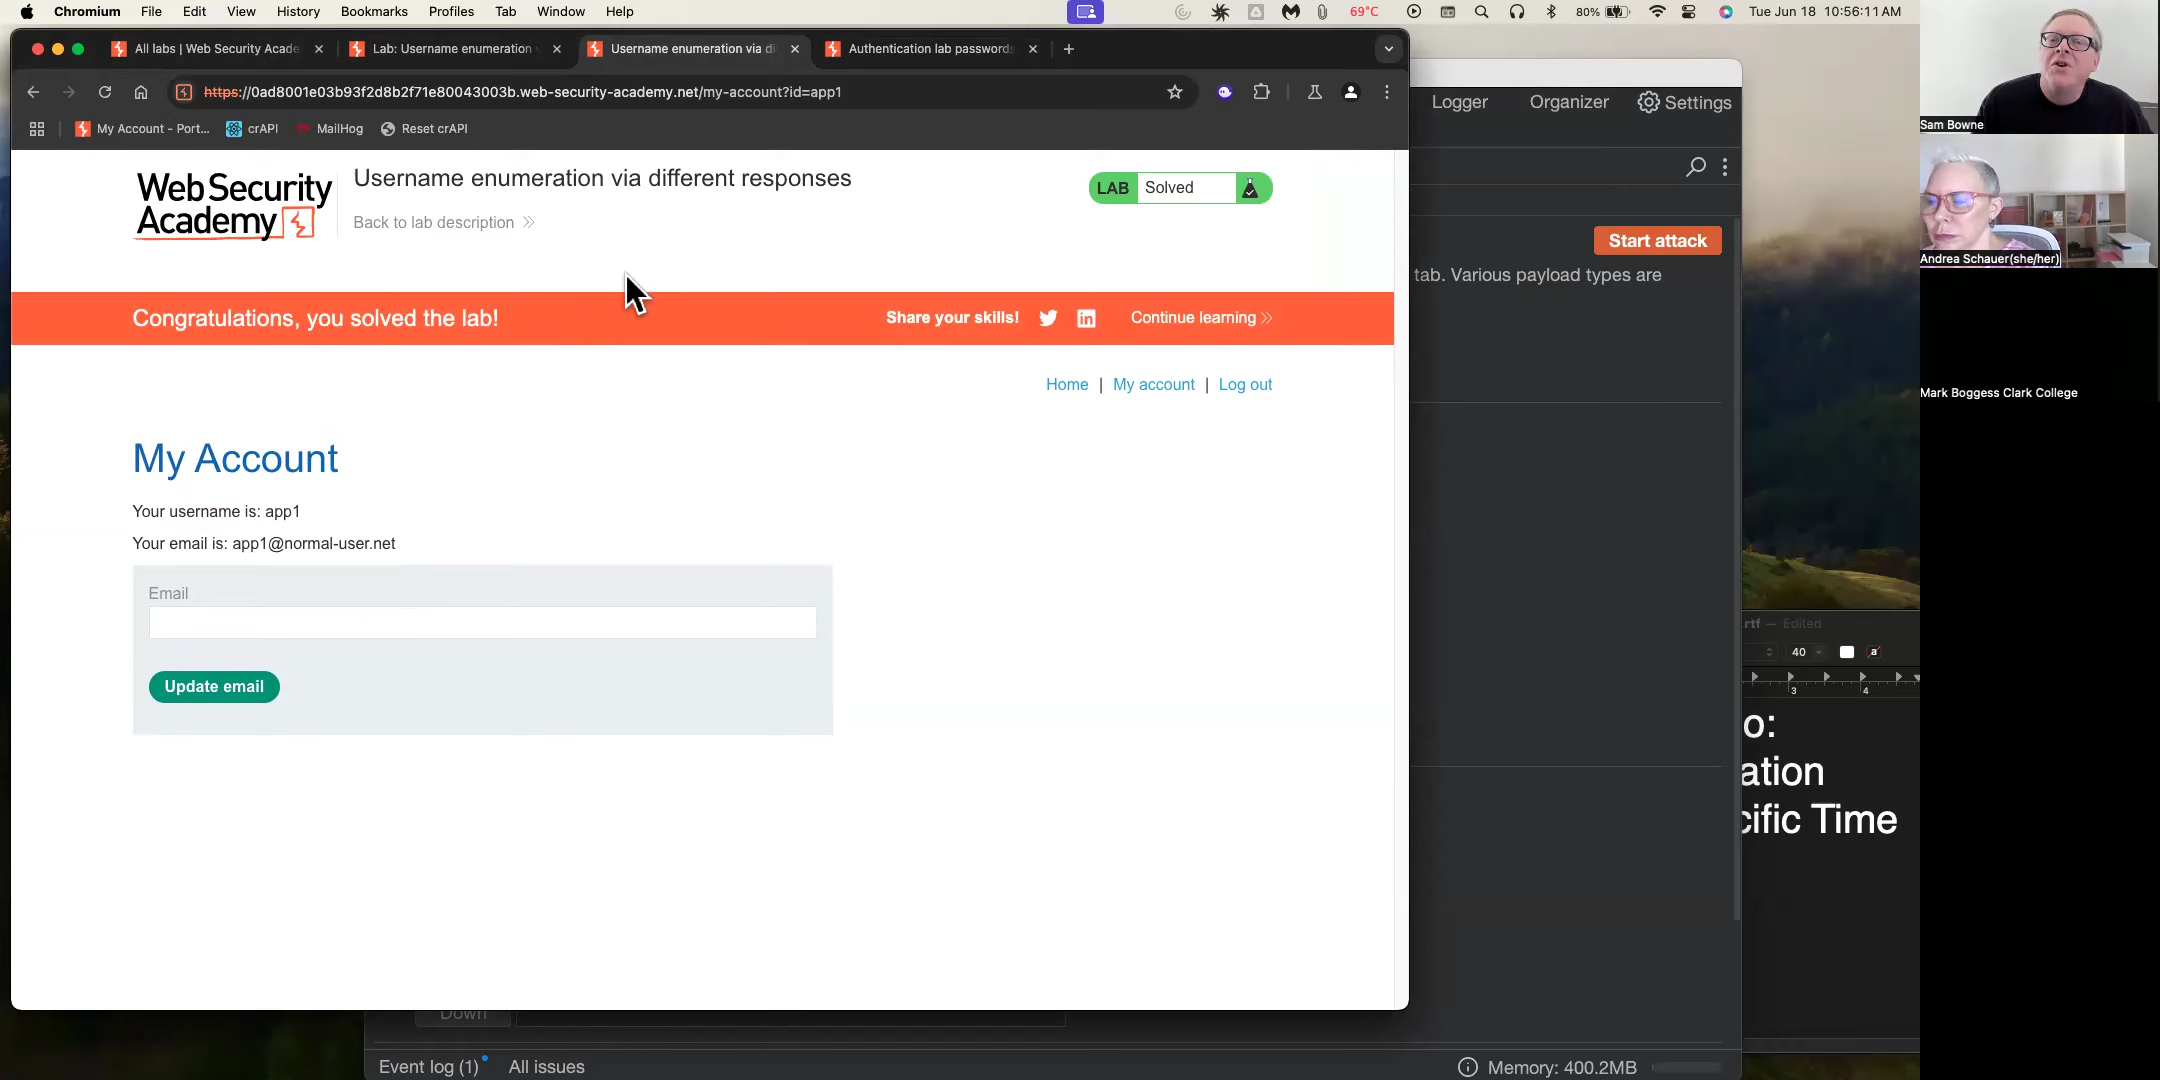 Chromium File Edit View History Bookmarks Profiles Tab Window Help
69°C 80% Tue Jun 18 10:56:11 AM
All labs | Web Security Acade
Lab: Username enumeration
Username enumeration via di
Authentication lab passwords
https://0ad8001e03b93f2d8b2f71e80043003b.web-security-academy.net/my-account?id=app1
My Account - Port... crAPI MailHog Reset crAPI
Web Security
Academy
Username enumeration via different responses
Back to lab description
LAB Solved
Congratulations, you solved the lab!
Share your skills!
Continue learning
Home | My account | Log out
My Account
Your username is: app1
Your email is: app1@normal-user.net
Email
Update email
Logger Organizer Settings
Start attack
tab. Various payload types are
Down
Event log (1) All issues
Memory: 400.2MB
.rtf — Edited
40
3 4
o:
ation
cific Time
Sam Bowne
Andrea Schauer(she/her)
Mark Boggess Clark College